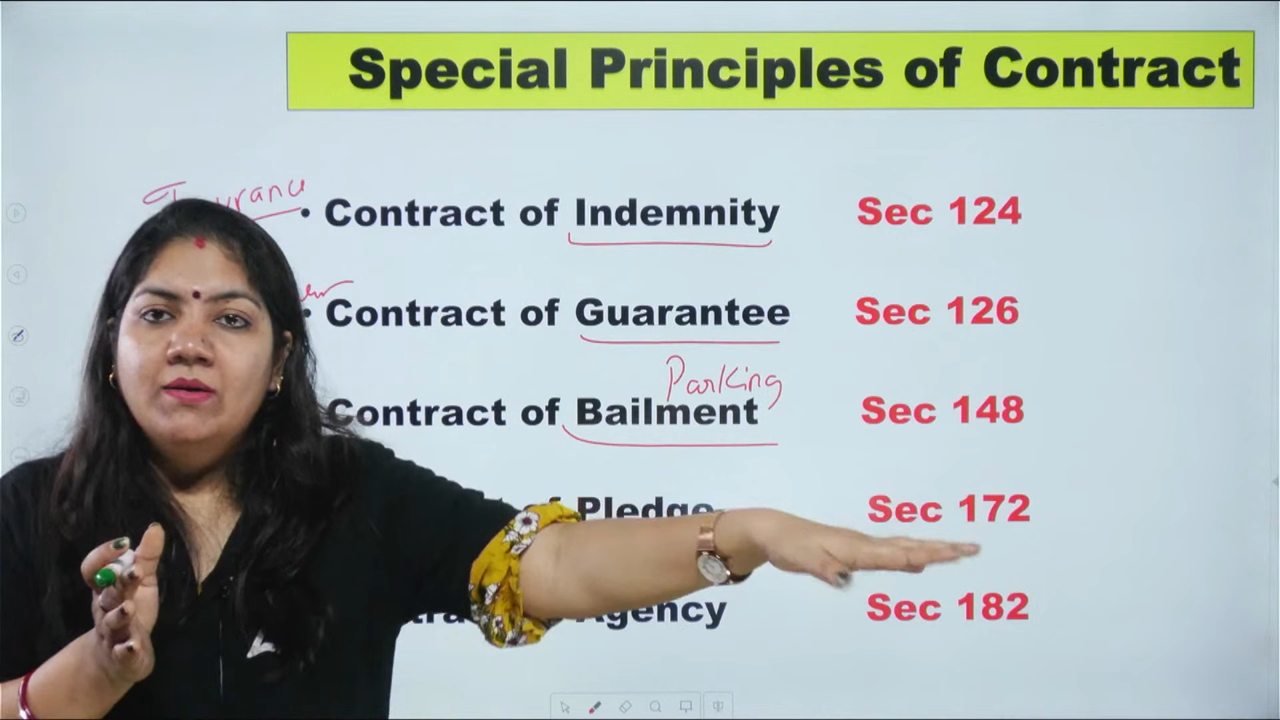 Special Principles of Contract
• Contract of Indemnity Sec 124
• Contract of Guarantee Sec 126
Parking
Contract of Bailment Sec 148
Pledge Sec 172
Agency Sec 182